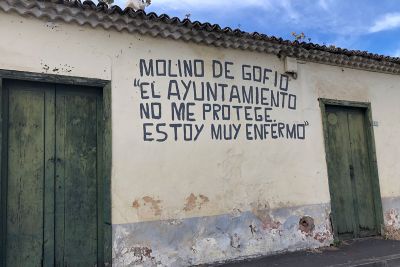 MOLINO DE GOFIO
"EL AYUNTAMIENTO
NO ME PROTEGE.
ESTOY MUY ENFERMO"